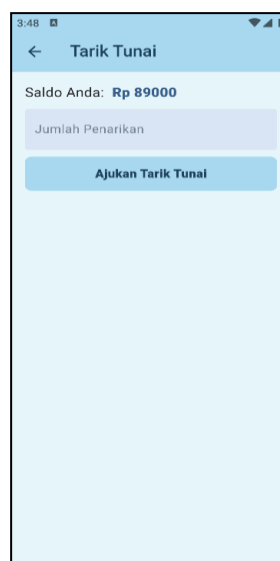 3:48
Tarik Tunai
Saldo Anda: Rp 89000
Jumlah Penarikan
Ajukan Tarik Tunai